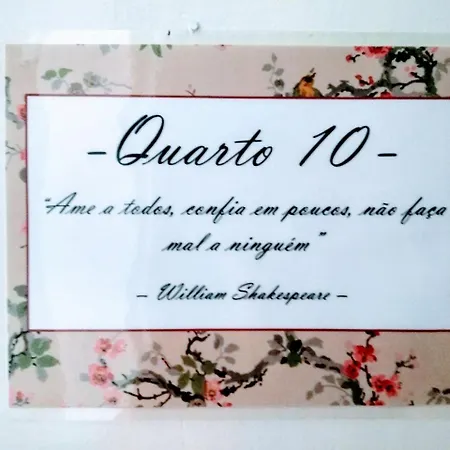 - Quarto 10 -
"Ame a todos, confia em poucos, não faça
mal a ninguém"
- William Shakespeare -